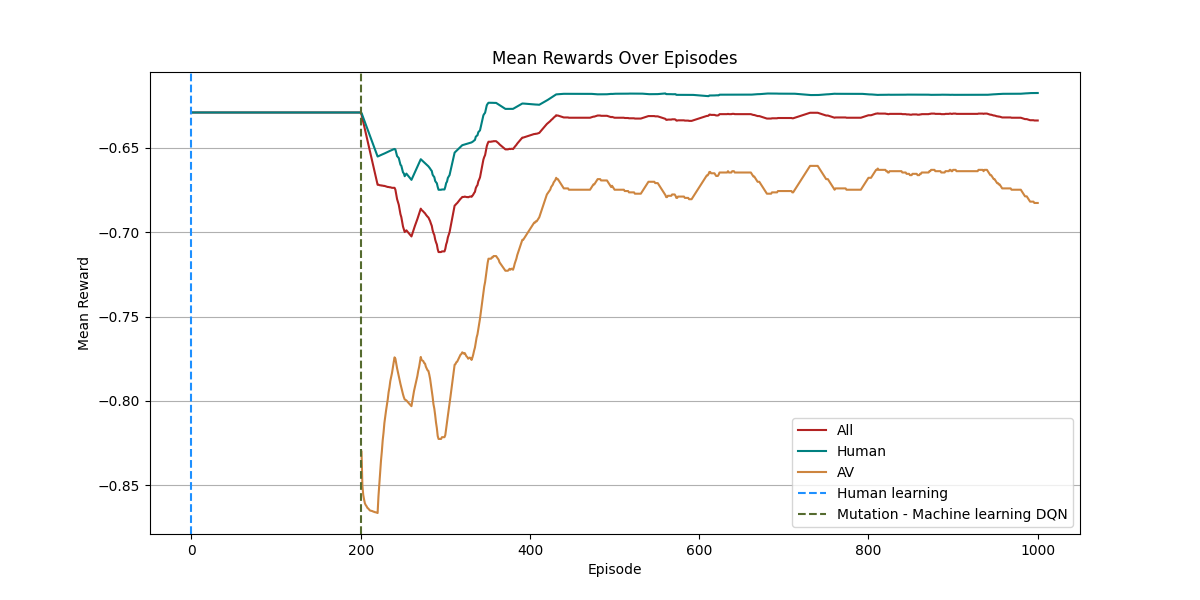 Mean Rewards Over Episodes
Mean Reward
−0.65
−0.70
−0.75
−0.80
−0.85
0
200
400
600
800
1000
Episode
All
Human
AV
Human learning
Mutation - Machine learning DQN